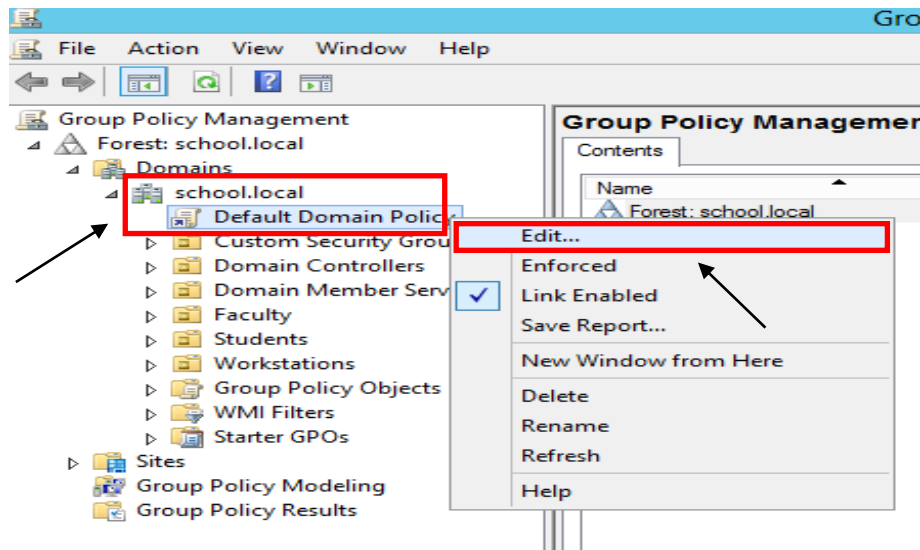 Gro
File Action View Window Help
Group Policy Management
Forest: school.local
Domains
school.local
Default Domain Policy
Custom Security Grou
Domain Controllers
Domain Member Serv
Faculty
Students
Workstations
Group Policy Objects
WMI Filters
Starter GPOs
Sites
Group Policy Modeling
Group Policy Results
Group Policy Managemer
Contents
Name
Forest: school.local
Edit...
Enforced
Link Enabled
Save Report...
New Window from Here
Delete
Rename
Refresh
Help